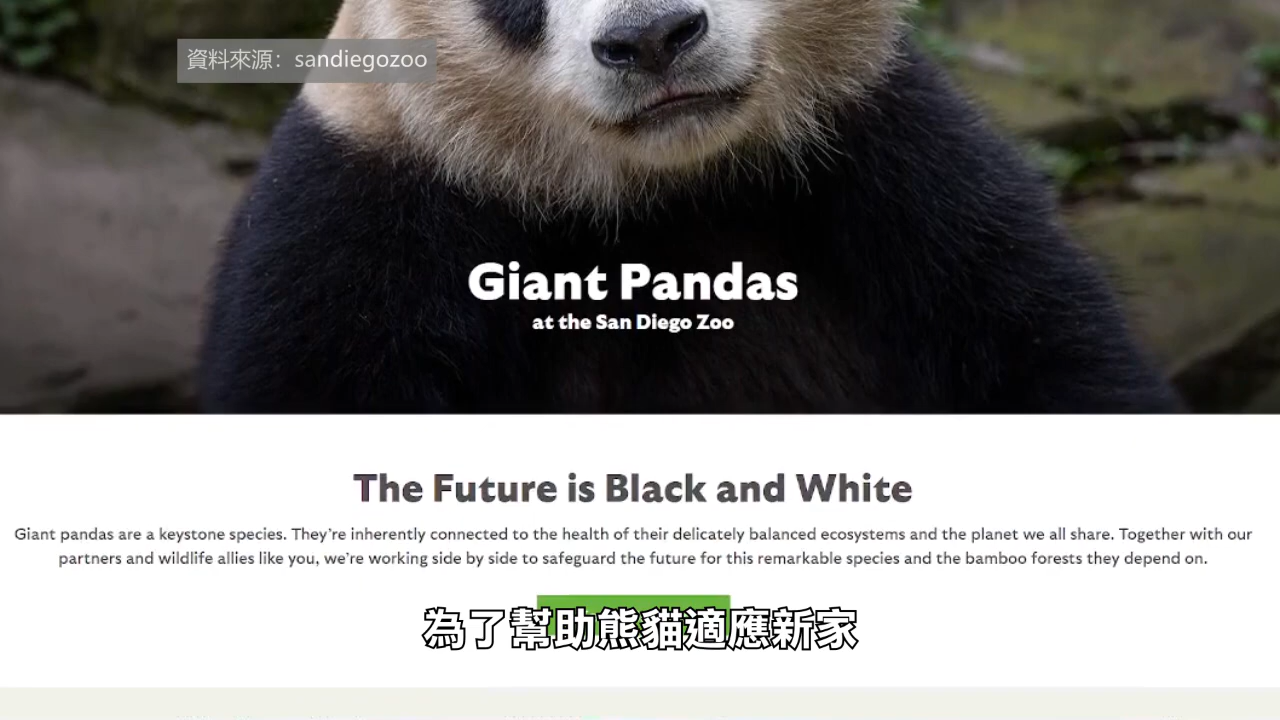 資料來源：sandiegozoo
Giant Pandas
at the San Diego Zoo
The Future is Black and White
Giant pandas are a keystone species. They’re inherently connected to the health of their delicately balanced ecosystems and the planet we all share. Together with our
partners and wildlife allies like you, we’re working side by side to safeguard the future for this remarkable species and the bamboo forests they depend on.
為了幫助熊貓適應新家